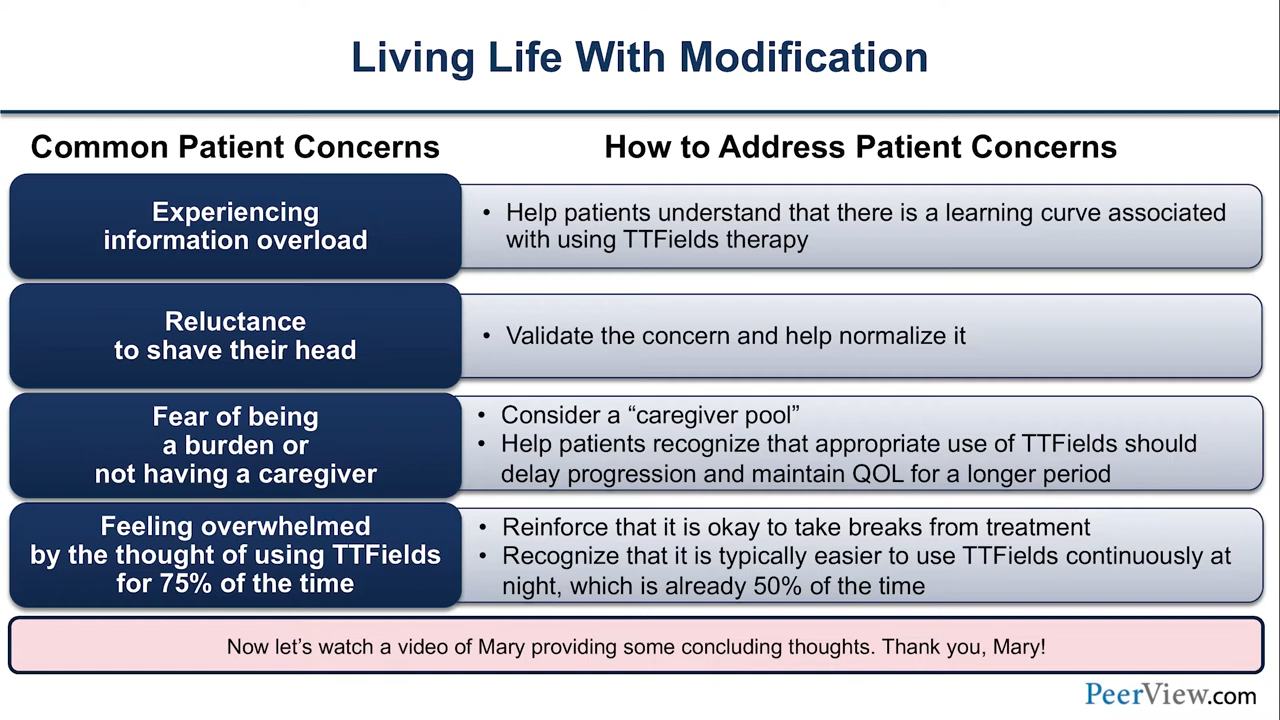 Living Life With Modification
Common Patient Concerns
How to Address Patient Concerns
Experiencing
information overload
• Help patients understand that there is a learning curve associated
with using TTFields therapy
Reluctance
to shave their head
• Validate the concern and help normalize it
Fear of being
a burden or
not having a caregiver
• Consider a “caregiver pool”
• Help patients recognize that appropriate use of TTFields should
delay progression and maintain QOL for a longer period
Feeling overwhelmed
by the thought of using TTFields
for 75% of the time
• Reinforce that it is okay to take breaks from treatment
• Recognize that it is typically easier to use TTFields continuously at
night, which is already 50% of the time
Now let’s watch a video of Mary providing some concluding thoughts. Thank you, Mary!
PeerView.com